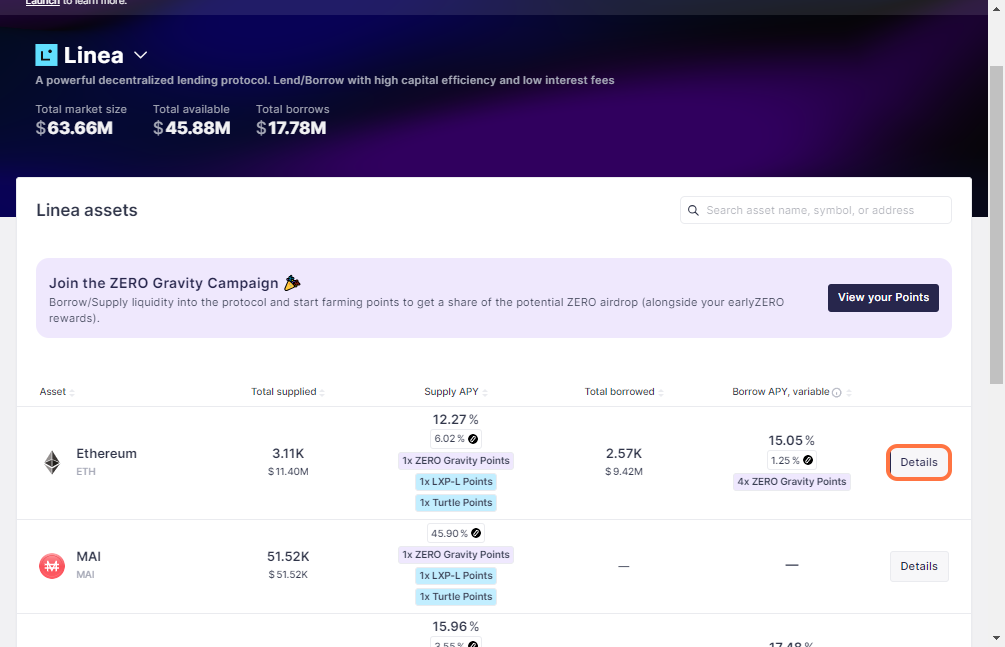 Launch to learn more.
Linea
A powerful decentralized lending protocol. Lend/Borrow with high capital efficiency and low interest fees
Total market size Total available Total borrows
$63.66M $45.88M $17.78M
Linea assets
Search asset name, symbol, or address
Join the ZERO Gravity Campaign
Borrow/Supply liquidity into the protocol and start farming points to get a share of the potential ZERO airdrop (alongside your earlyZERO
rewards).
View your Points
Asset Total supplied Supply APY Total borrowed Borrow APY, variable
Ethereum
ETH
3.11K
$11.40M
12.27%
6.02%
1x ZERO Gravity Points
1x LXP-L Points
1x Turtle Points
2.57K
$9.42M
15.05%
1.25%
4x ZERO Gravity Points
Details
MAI
MAI
51.52K
$51.52K
45.90%
1x ZERO Gravity Points
1x LXP-L Points
1x Turtle Points
—
—
Details
15.96%
3.55%
17.48%